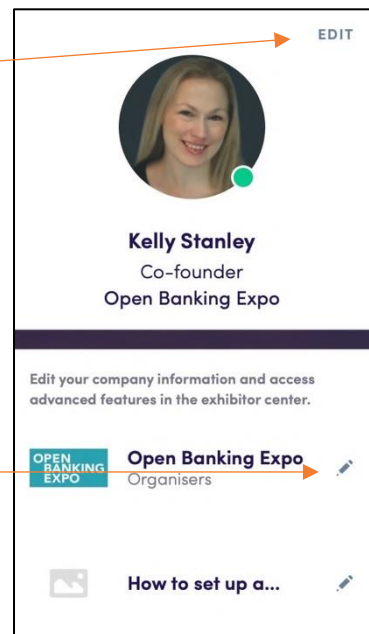 EDIT
Kelly Stanley
Co-founder
Open Banking Expo
Edit your company information and access
advanced features in the exhibitor center.
OPEN
BANKING
EXPO
Open Banking Expo
Organisers
How to set up a...